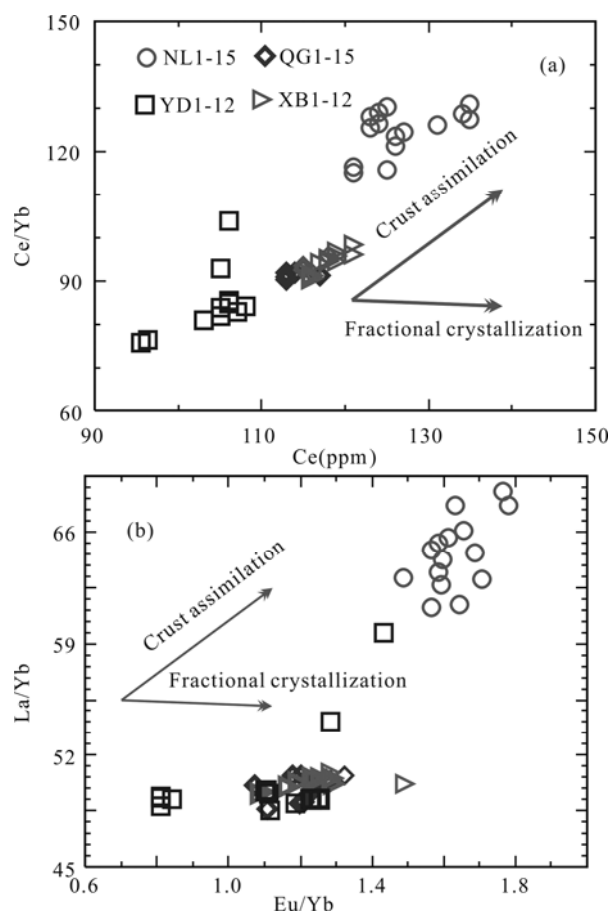 150
(a)
NL1-15 QG1-15
YD1-12 XB1-12
120
Ce/Yb
Crust assimilation
90
Fractional crystallization
60
90 110 130 150
Ce(ppm)
(b)
66
Crust assimilation
59
La/Yb
Fractional crystallization
52
45
0.6 1.0 1.4 1.8
Eu/Yb